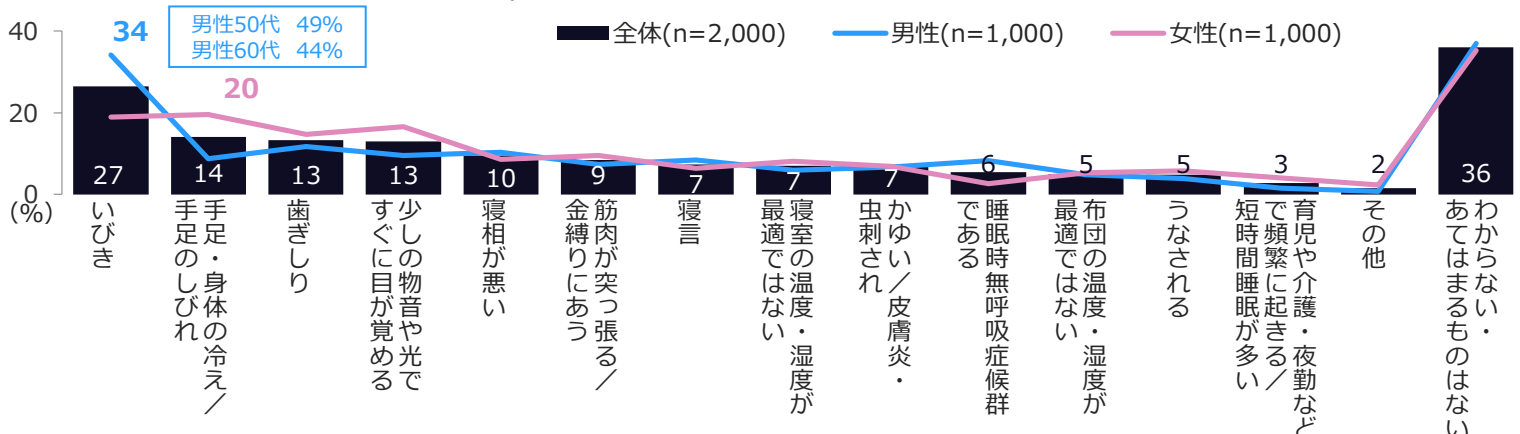 40
20
0
(%)
34
男性50代 49%
男性60代 44%
20
全体(n=2,000)
男性(n=1,000)
女性(n=1,000)
27
14
13
13
10
9
7
7
7
6
5
5
3
2
36
いびき
手足・身体の冷え／
手足のしびれ
歯ぎしり
少しの物音や光で
すぐに目が覚める
寝相が悪い
筋肉が突っ張る／
金縛りにあう
寝言
寝室の温度・湿度が
最適ではない
かゆい／皮膚炎・
虫刺され
睡眠時無呼吸症候群
である
布団の温度・湿度が
最適ではない
うなされる
育児や介護・夜勤など
で頻繁に起きる／
短時間睡眠が多い
その他
わからない・
あてはまるものはない